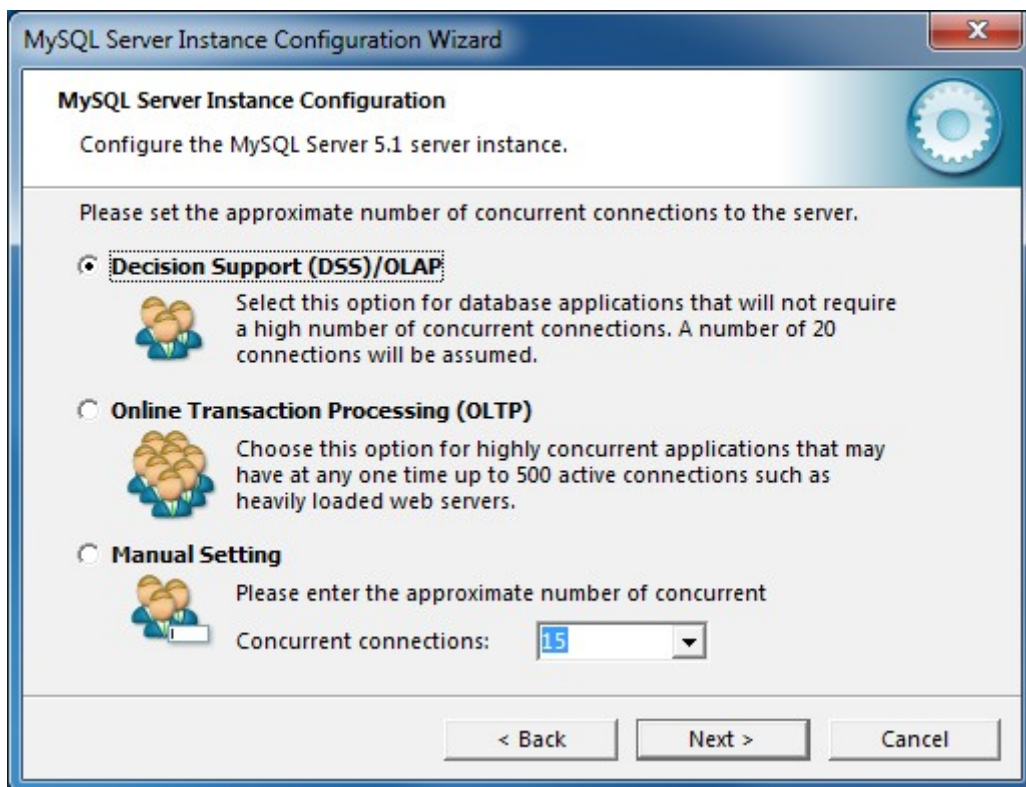 MySQL Server Instance Configuration Wizard
MySQL Server Instance Configuration
Configure the MySQL Server 5.1 server instance.
Please set the approximate number of concurrent connections to the server.
Decision Support (DSS)/OLAP
Select this option for database applications that will not require
a high number of concurrent connections. A number of 20
connections will be assumed.
Online Transaction Processing (OLTP)
Choose this option for highly concurrent applications that may
have at any one time up to 500 active connections such as
heavily loaded web servers.
Manual Setting
Please enter the approximate number of concurrent
Concurrent connections: 15
< Back Next > Cancel